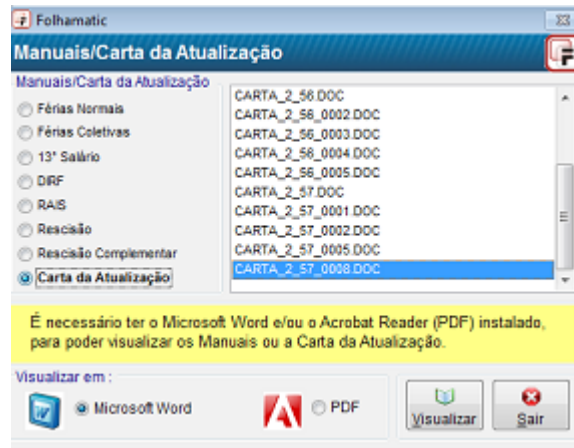 Folhamatic
Manuais/Carta da Atualização
Manuais/Carta da Atualização
Férias Normais
Férias Coletivas
13º Salário
DIRF
RAIS
Rescisão
Rescisão Complementar
Carta da Atualização
CARTA_2_56.DOC
CARTA_2_56_0002.DOC
CARTA_2_56_0003.DOC
CARTA_2_56_0004.DOC
CARTA_2_56_0005.DOC
CARTA_2_57.DOC
CARTA_2_57_0001.DOC
CARTA_2_57_0002.DOC
CARTA_2_57_0005.DOC
CARTA_2_57_0008.DOC
É necessário ter o Microsoft Word e/ou o Acrobat Reader (PDF) instalado,
para poder visualizar os Manuais ou a Carta da Atualização.
Visualizar em :
Microsoft Word
PDF
Visualizar
Sair